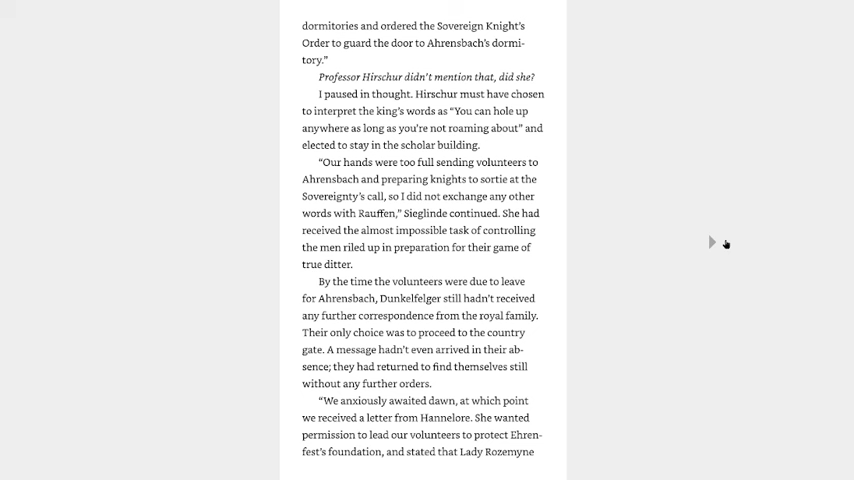 dormitories and ordered the Sovereign Knight's
Order to guard the door to Ahrensbach's dormi-
tory."
Professor Hirschur didn't mention that, did she?
I paused in thought. Hirschur must have chosen
to interpret the king's words as "You can hole up
anywhere as long as you're not roaming about" and
elected to stay in the scholar building.
"Our hands were too full sending volunteers to
Ahrensbach and preparing knights to sortie at the
Sovereignty's call, so I did not exchange any other
words with Rauffen," Sieglinde continued. She had
received the almost impossible task of controlling
the men riled up in preparation for their game of
true ditter.
By the time the volunteers were due to leave
for Ahrensbach, Dunkelfelger still hadn't received
any further correspondence from the royal family.
Their only choice was to proceed to the country
gate. A message hadn't even arrived in their ab-
sence; they had returned to find themselves still
without any further orders.
"We anxiously awaited dawn, at which point
we received a letter from Hannelore. She wanted
permission to lead our volunteers to protect Ehren-
fest's foundation, and stated that Lady Rozemyne